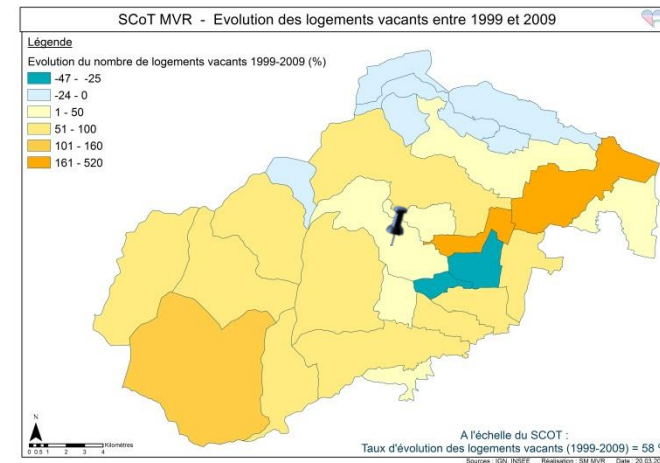 SCoT MVR - Evolution des logements vacants entre 1999 et 2009
Légende
Evolution du nombre de logements vacants 1999-2009 (%)
-47 - -25
-24 - 0
1 - 50
51 - 100
101 - 160
161 - 520
N
0 0.5 1 2 3 4 Kilomètres
A l'échelle du SCOT :
Taux d'évolution des logements vacants (1999-2009) = 58 %
Sources : IGN, INSEE Réalisation : SM MVR Date : 20.03.20